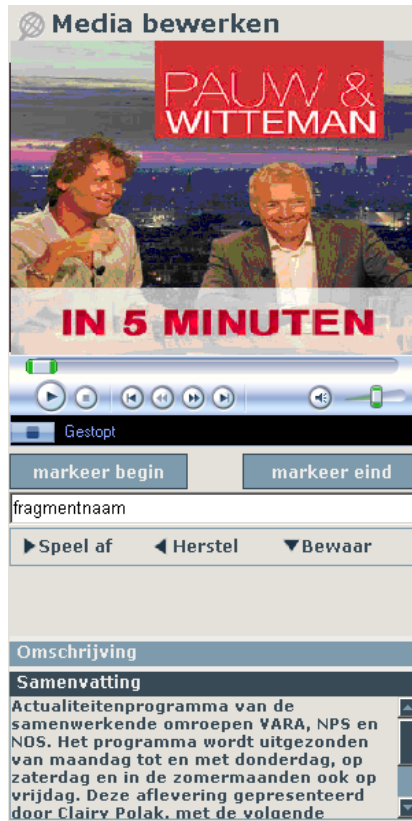 Media bewerken
PAUW &
WITTEMAN
IN 5 MINUTEN
Gestopt
markeer begin
markeer eind
fragmentnaam
Speel af
Herstel
Bewaar
Omschrijving
Samenvatting
Actualiteitenprogramma van de
samenwerkende omroepen VARA, NPS en
NOS. Het programma wordt uitgezonden
van maandag tot en met donderdag, op
zaterdag en in de zomermaanden ook op
vrijdag. Deze aflevering gepresenteerd
door Clairy Polak, met de volgende